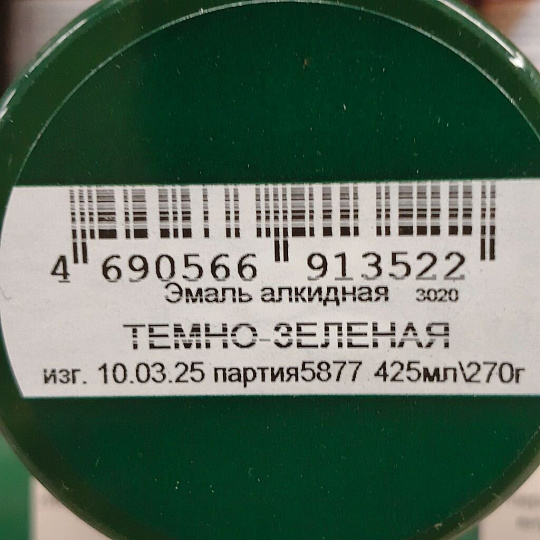 4 690566 913522
Эмаль алкидная 3020
ТЕМНО-ЗЕЛЕНАЯ
изг. 10.03.25 партия5877 425мл\270г